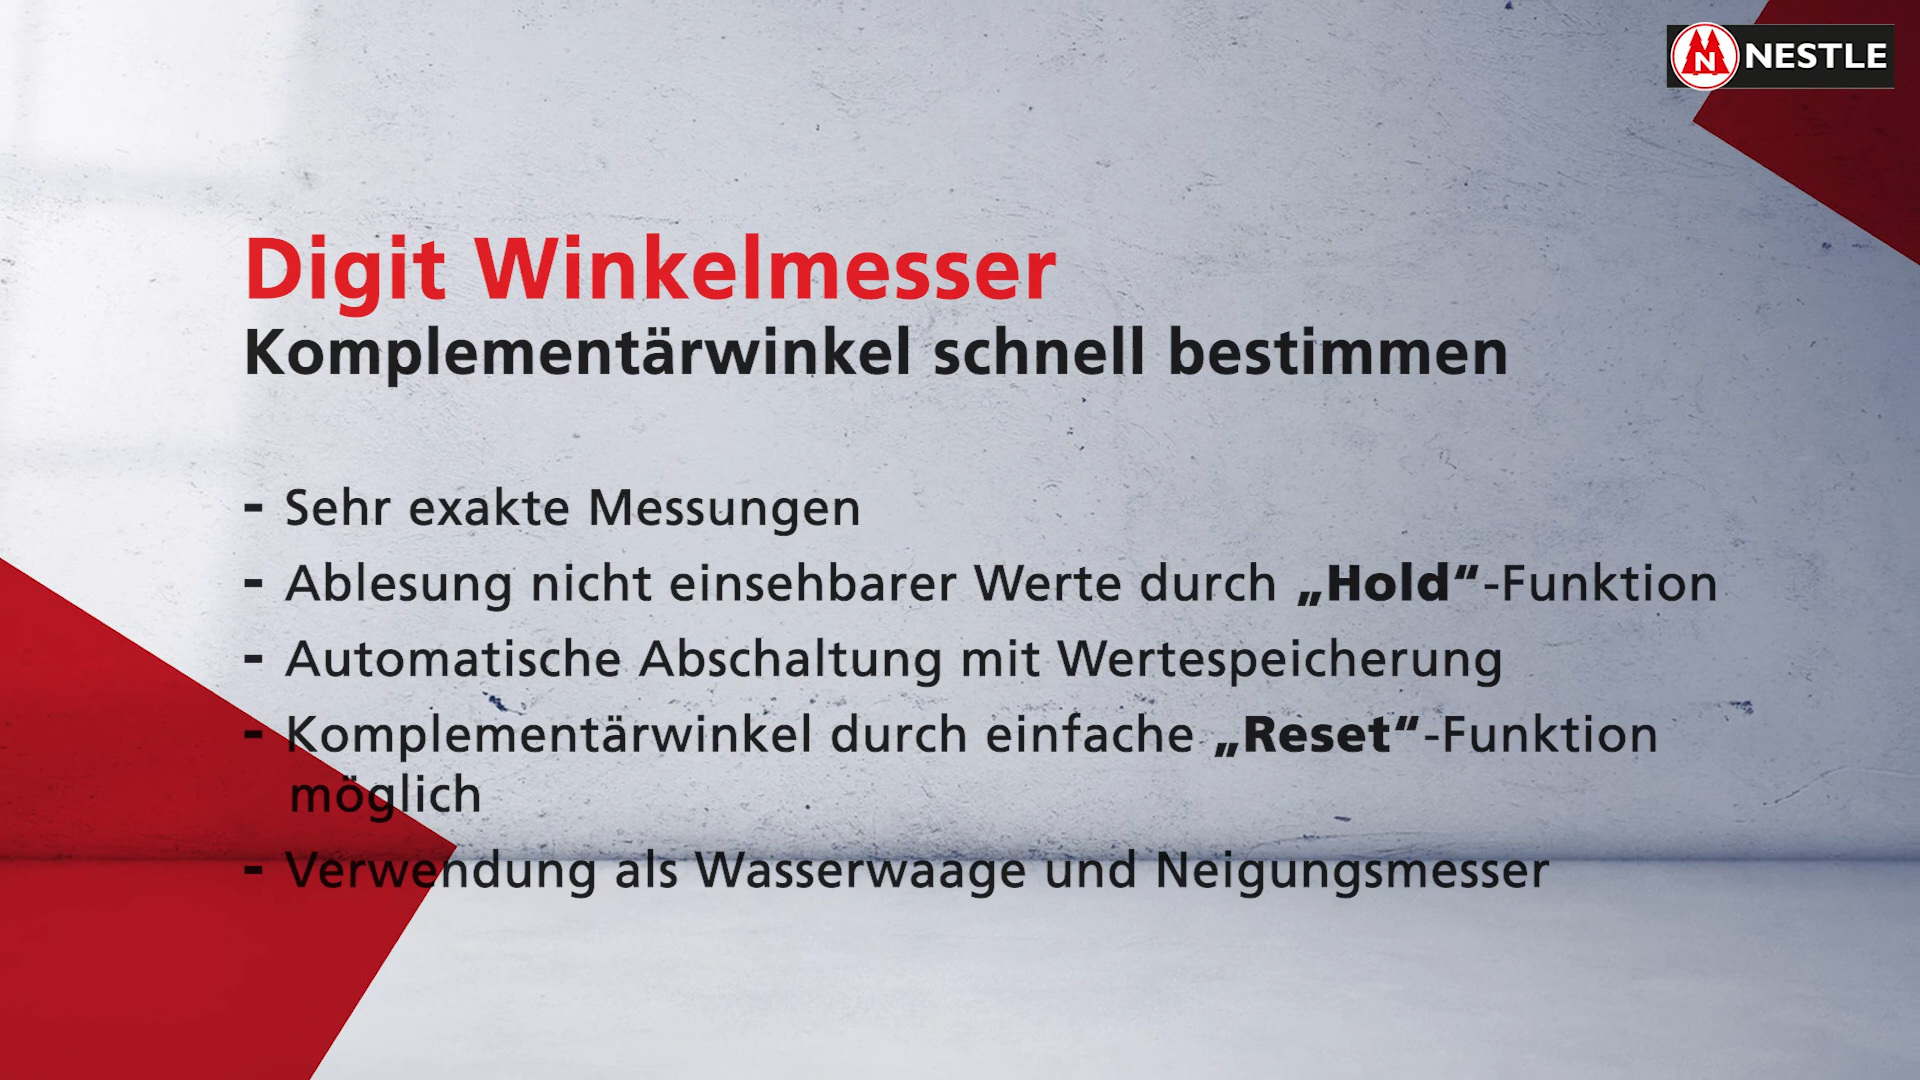 NESTLE
Digit Winkelmesser
Komplementärwinkel schnell bestimmen
- Sehr exakte Messungen
- Ablesung nicht einsehbarer Werte durch „Hold“-Funktion
- Automatische Abschaltung mit Wertespeicherung
- Komplementärwinkel durch einfache „Reset“-Funktion
möglich
- Verwendung als Wasserwaage und Neigungsmesser